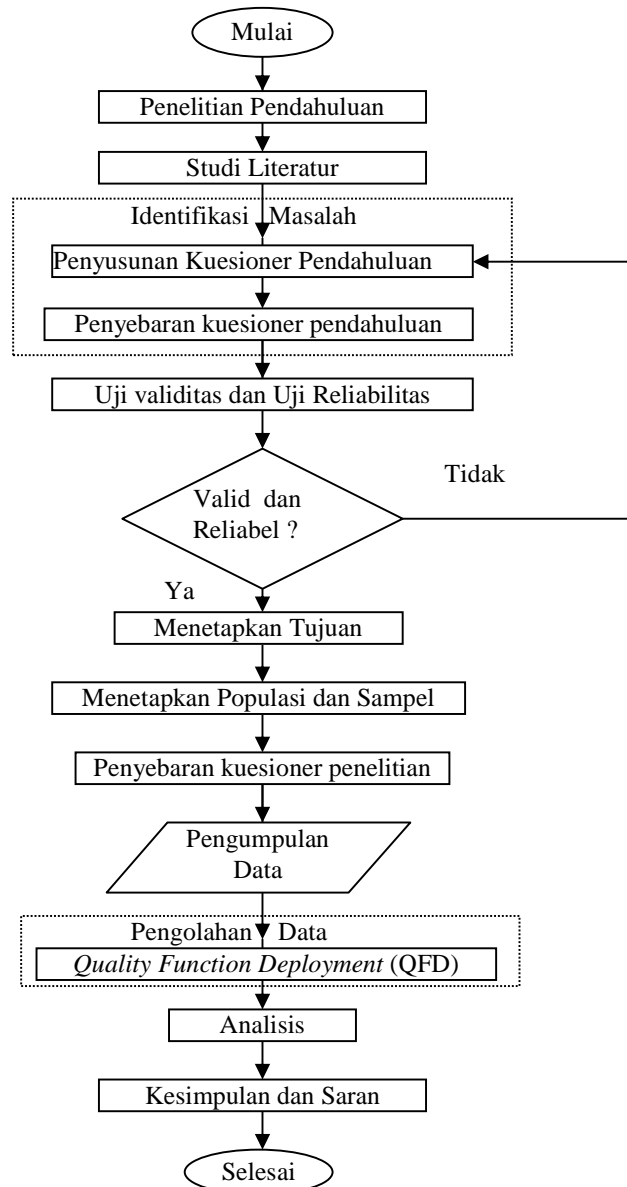 Mulai
Penelitian Pendahuluan
Studi Literatur
Identifikasi Masalah
Penyusunan Kuesioner Pendahuluan
Penyebaran kuesioner pendahuluan
Uji validitas dan Uji Reliabilitas
Tidak
Valid dan
Reliabel ?
Ya
Menetapkan Tujuan
Menetapkan Populasi dan Sampel
Penyebaran kuesioner penelitian
Pengumpulan
Data
Pengolahan Data
Quality Function Deployment (QFD)
Analisis
Kesimpulan dan Saran
Selesai